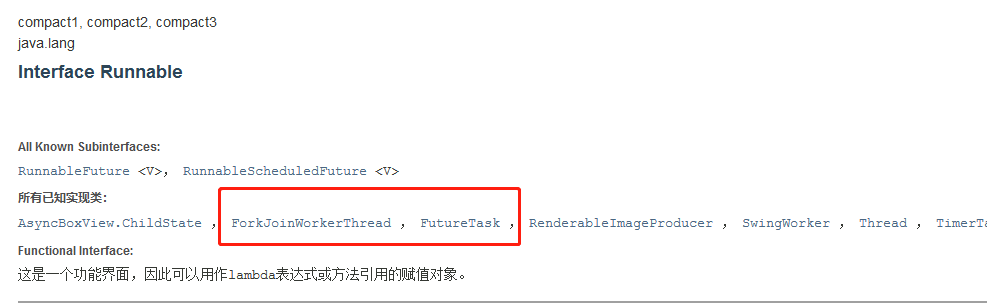 compact1, compact2, compact3
java.lang
Interface Runnable
All Known Subinterfaces:
RunnableFuture <V>， RunnableScheduledFuture <V>
所有已知实现类：
AsyncBoxView.ChildState ， ForkJoinWorkerThread ， FutureTask ， RenderableImageProducer ， SwingWorker ， Thread ，
Functional Interface:
这是一个功能界面，因此可以用作lambda表达式或方法引用的赋值对象。